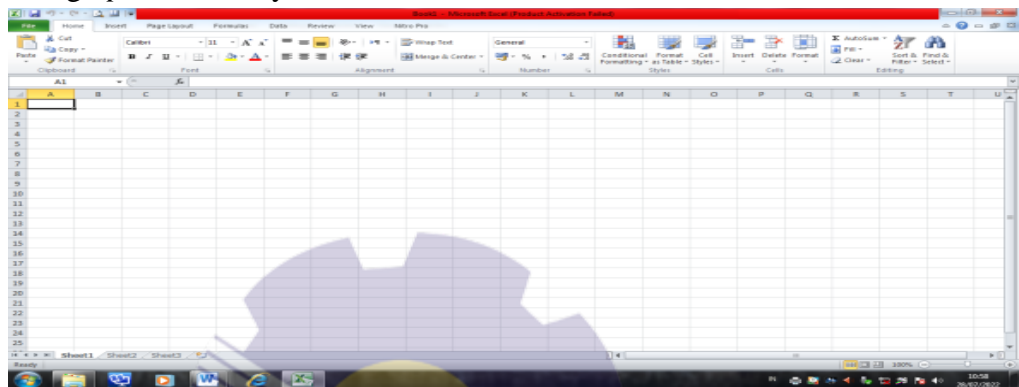 Book1 - Microsoft Excel (Product Activation Failed)
File Home Insert Page Layout Formulas Data Review View Nitro Pro
Paste
Cut
Copy
Format Painter
Clipboard
Calibri 11
B I U
Font
Wrap Text
Merge & Center
Alignment
General
%
Number
Conditional Formatting
Format as Table
Cell Styles
Styles
Insert Delete Format
Cells
AutoSum
Fill
Clear
Sort & Filter
Find & Select
Editing
A1 fx
A B C D E F G H I J K L M N O P Q R S T U
1
2
3
4
5
6
7
8
9
10
11
12
13
14
15
16
17
18
19
20
21
22
23
24
25
Sheet1 Sheet2 Sheet3
Ready 100%
10:58
26/07/2022